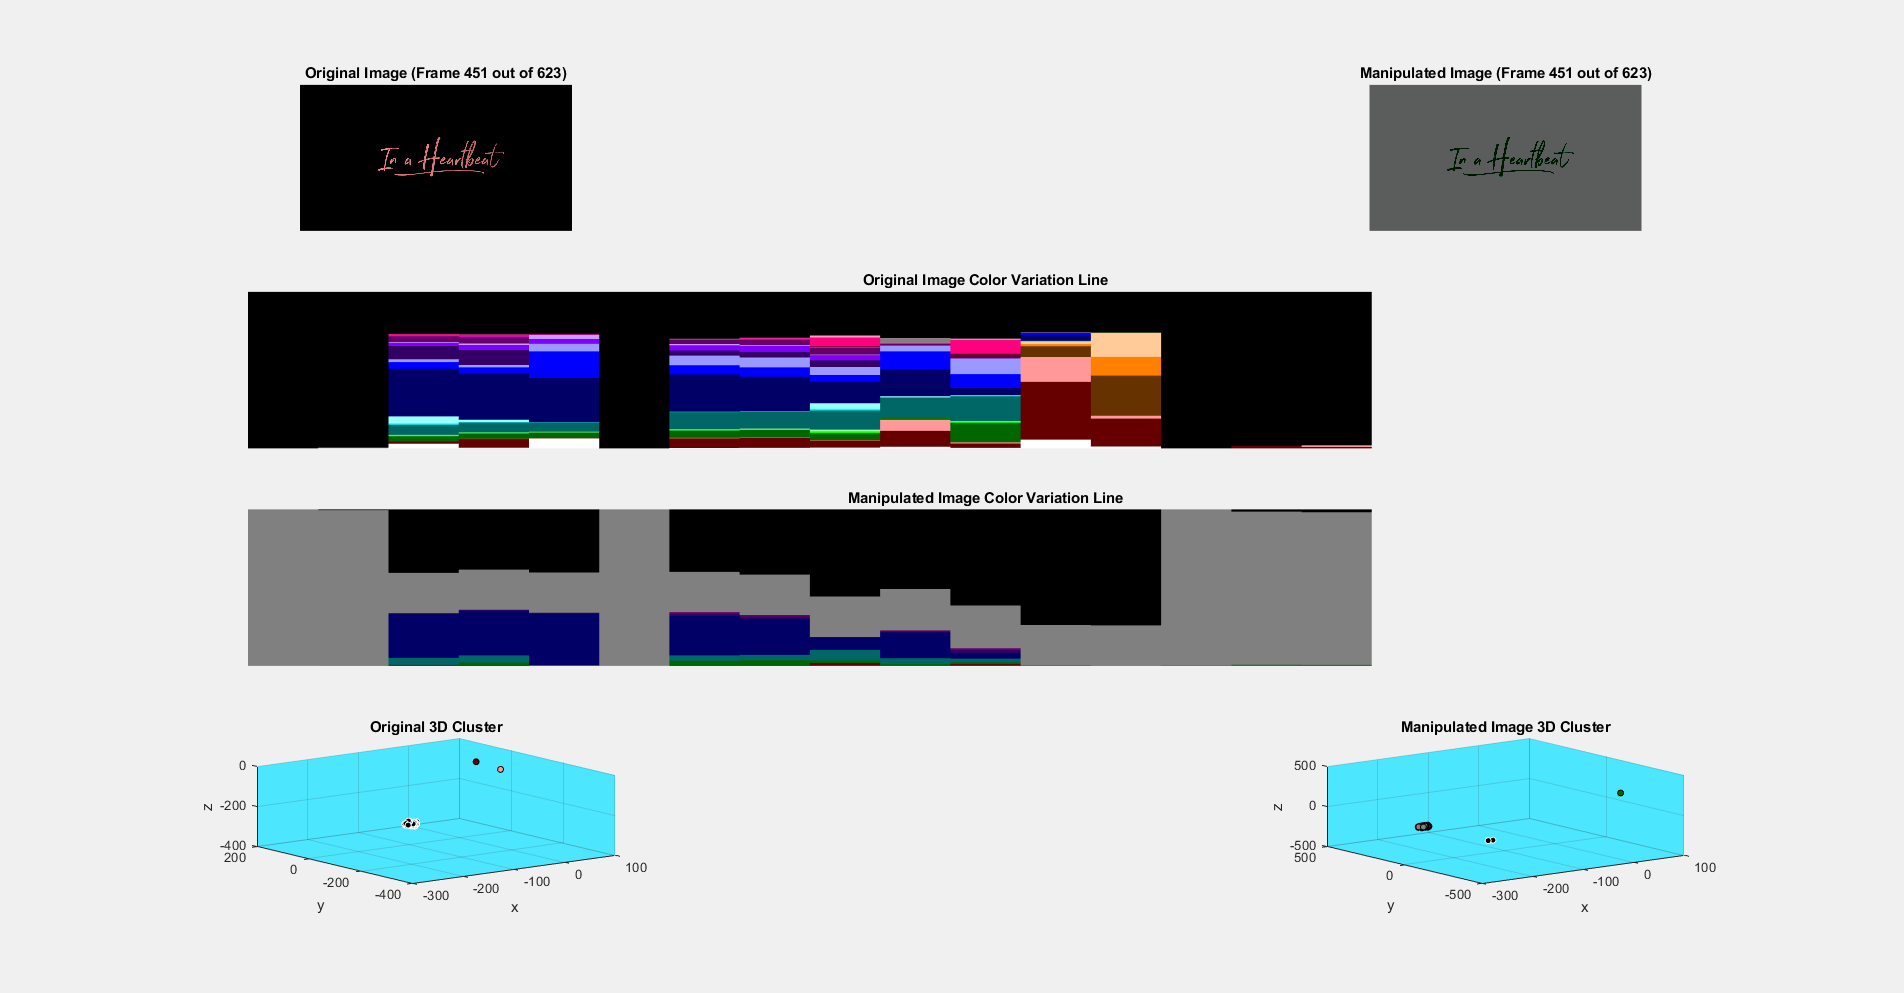 Original Image (Frame 451 out of 623)
Manipulated Image (Frame 451 out of 623)
In a Heartbeat
In a Heartbeat
Original Image Color Variation Line
Manipulated Image Color Variation Line
Original 3D Cluster
0
-200
-400
z
200
0
-200
-400
y
-300
-200
-100
0
100
x
Manipulated Image 3D Cluster
500
0
-500
z
500
0
-500
y
-300
-200
-100
0
100
x